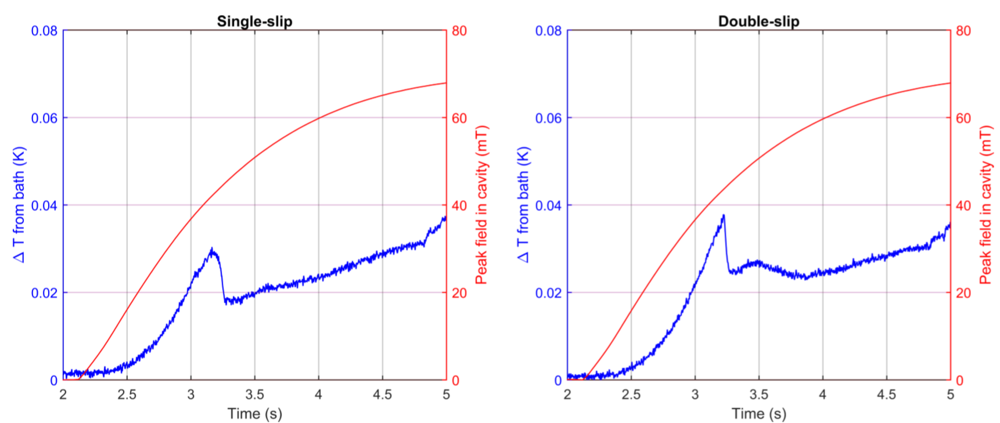 Single-slip
0.08
0.06
0.04
0.02
0
Δ T from bath (K)
80
60
40
20
0
Peak field in cavity (mT)
2 2.5 3 3.5 4 4.5 5
Time (s)
Double-slip
0.08
0.06
0.04
0.02
0
Δ T from bath (K)
80
60
40
20
0
Peak field in cavity (mT)
2 2.5 3 3.5 4 4.5 5
Time (s)